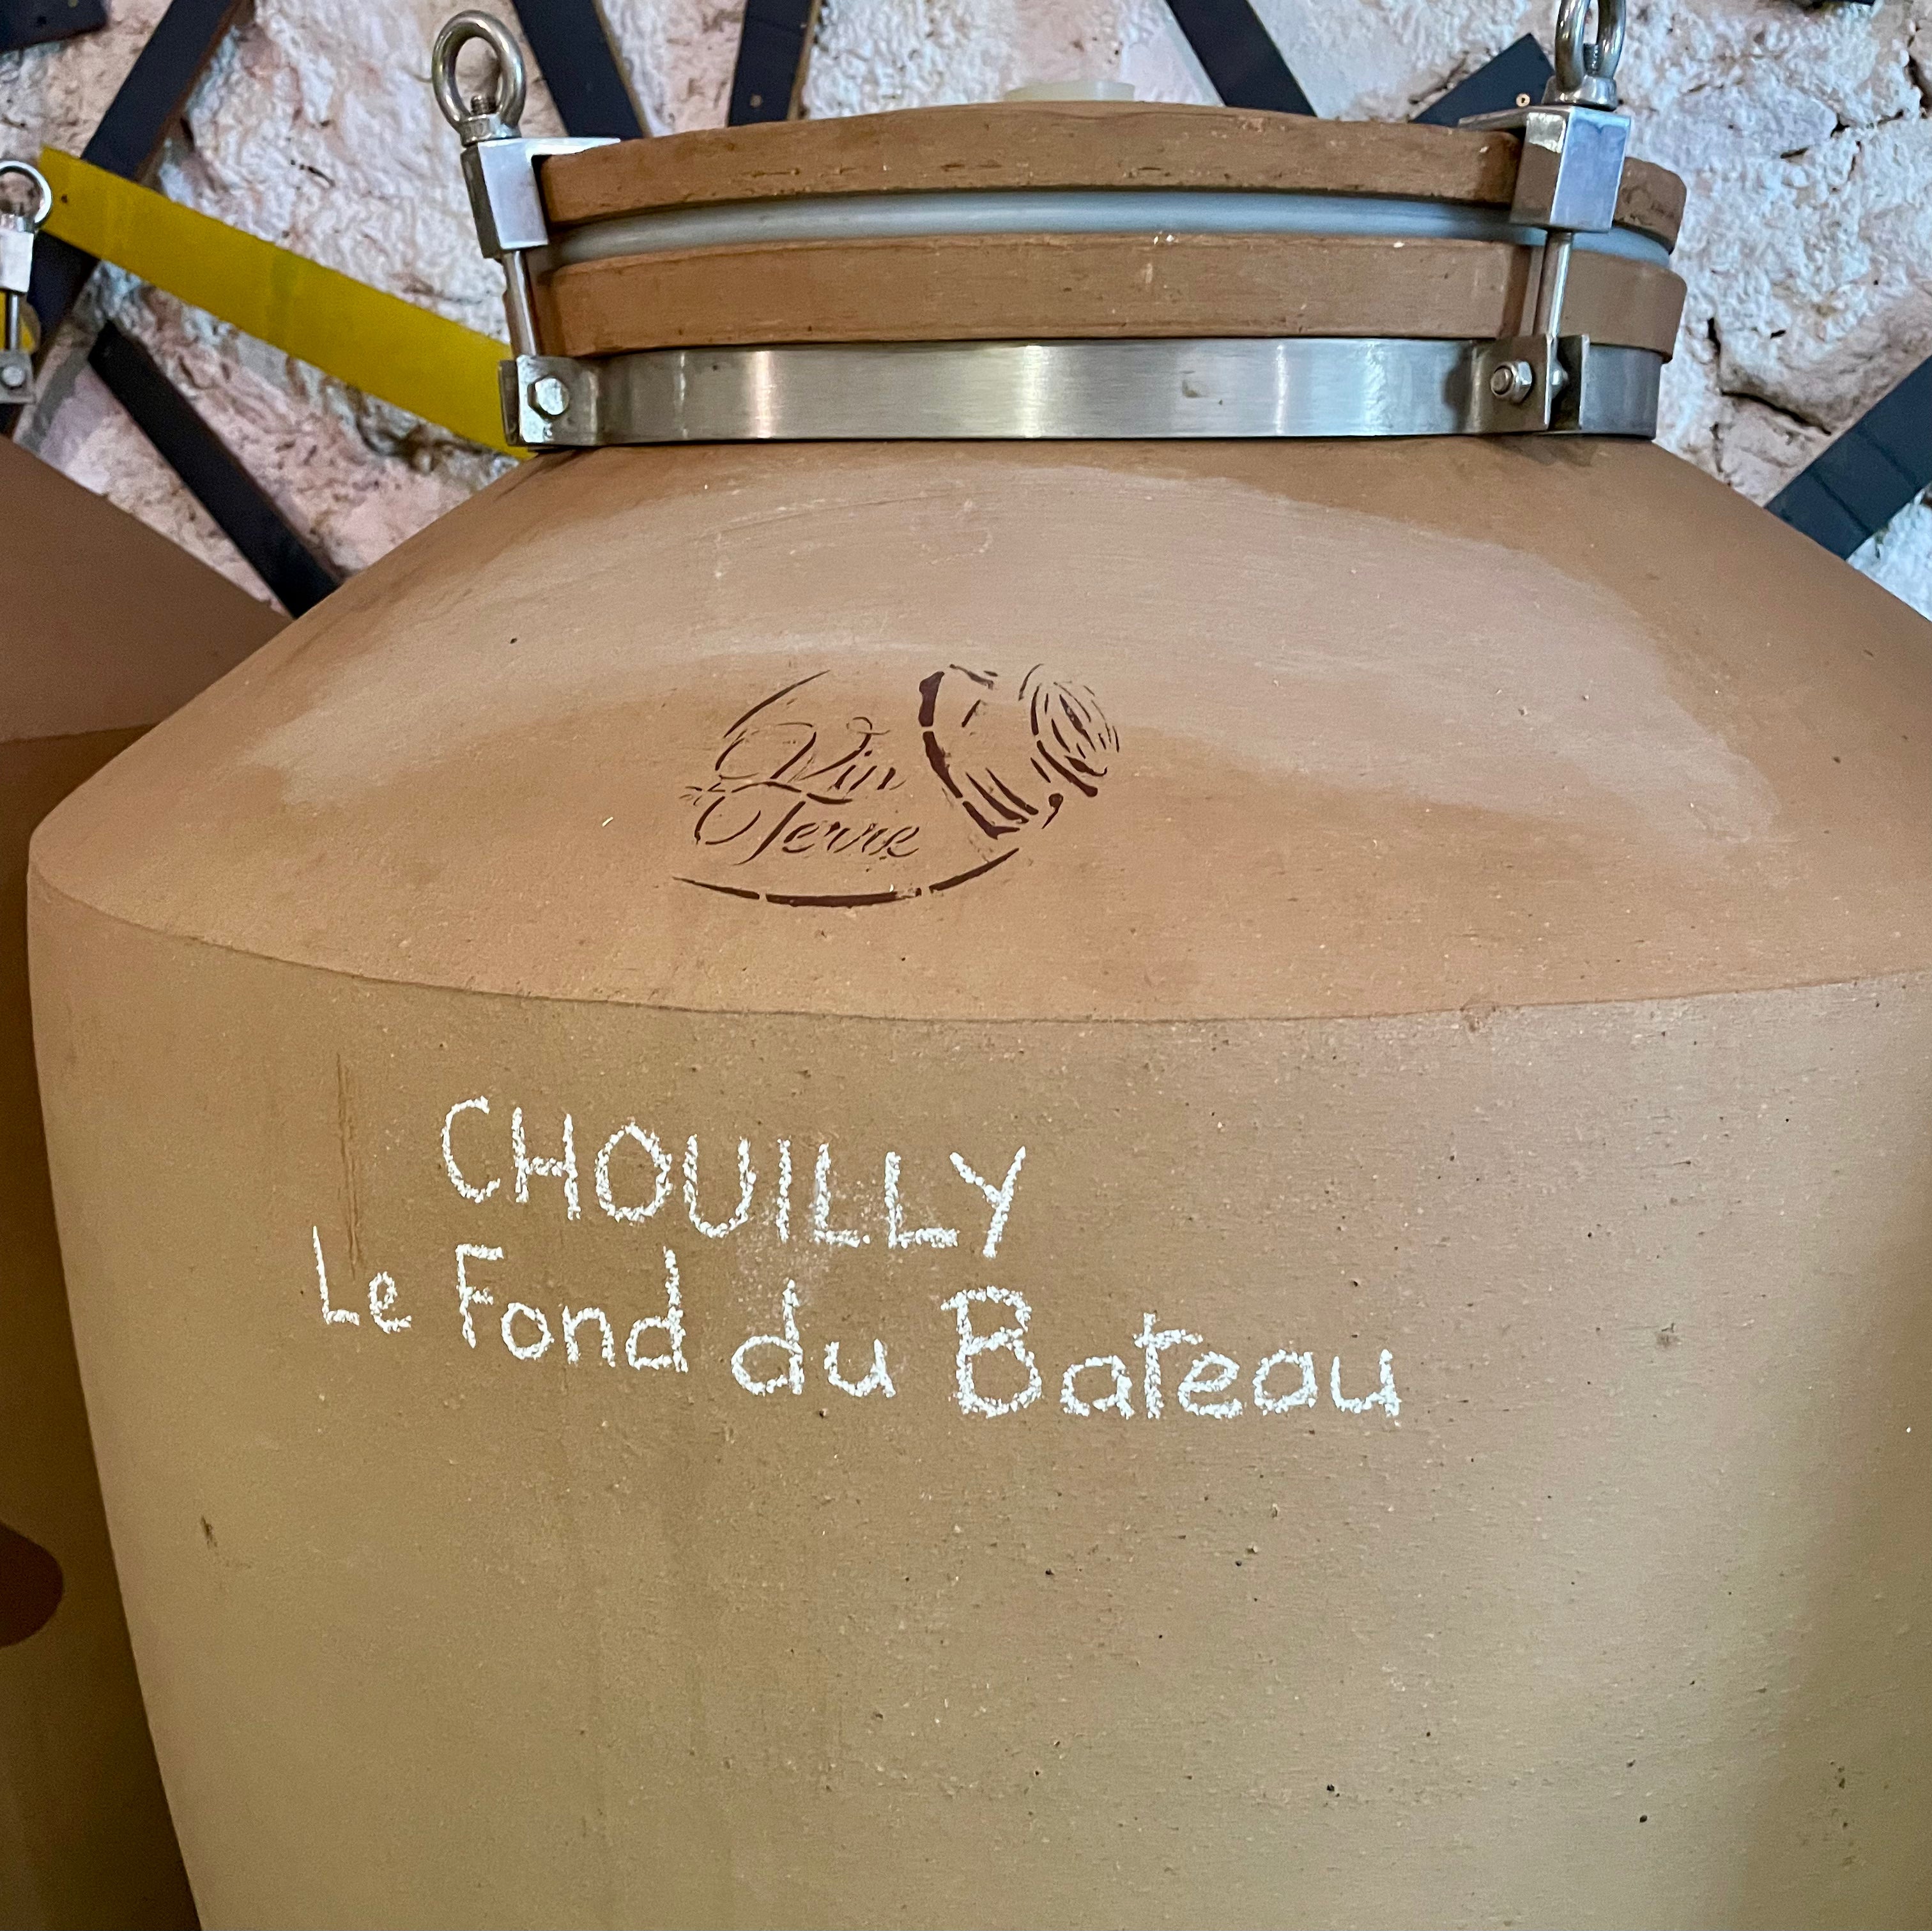 Vin
Terre
CHOUILLY
Le Fond du Bateau